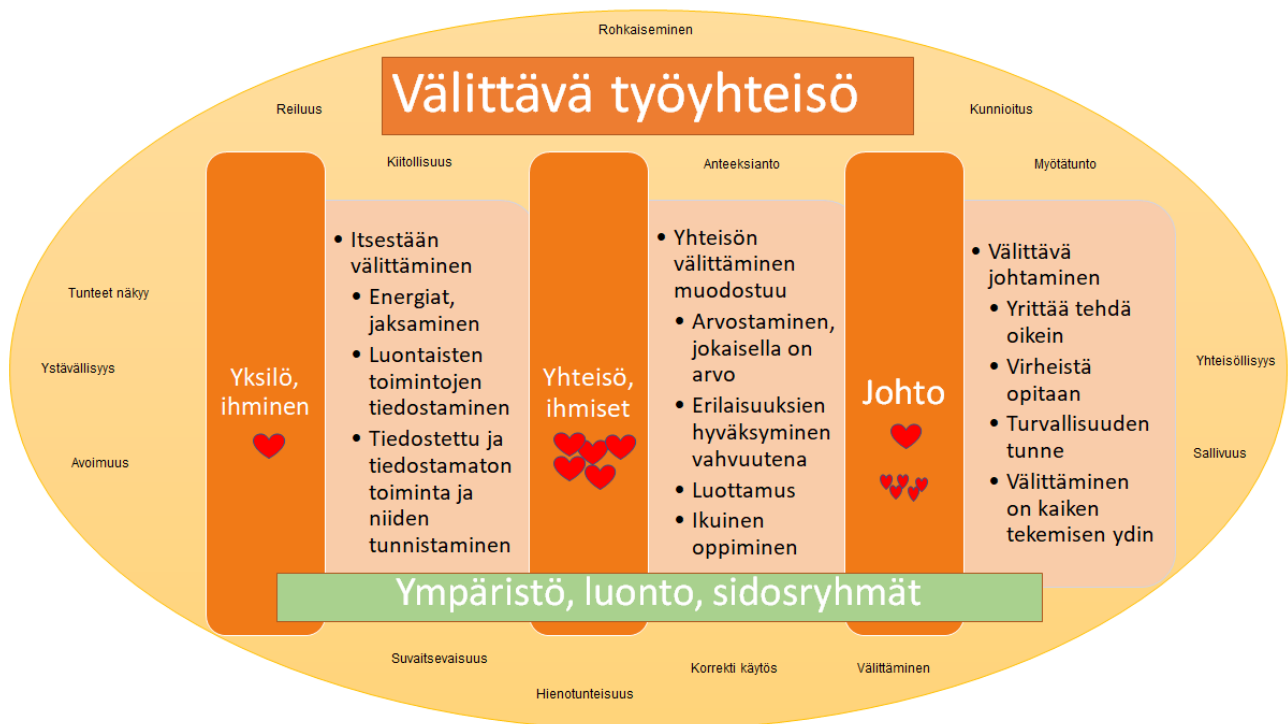 Rohkaiseminen
Välittävä työyhteisö
Reiluus
Kunnioitus
Kiitollisuus
Anteeksianto
Myötätunto
Tunteet näkyy
Ystävällisyys
Avoimuus
Yksilö,
ihminen
• Itsestään
välittäminen
• Energiat,
jaksaminen
• Luontaisten
toimintojen
tiedostaminen
• Tiedostettu ja
tiedostamaton
toiminta ja
niiden
tunnistaminen
Yhteisö,
ihmiset
• Yhteisön
välittäminen
muodostuu
• Arvostaminen,
jokaisella on
arvo
• Erilaisuuksien
hyväksyminen
vahvuutena
• Luottamus
• Ikuinen
oppiminen
Johto
• Välittävä
johtaminen
• Yrittää tehdä
oikein
• Virheistä
opitaan
• Turvallisuuden
tunne
• Välittäminen
on kaiken
tekemisen ydin
Yhteisöllisyys
Sallivuus
Ympäristö, luonto, sidosryhmät
Suvaitsevaisuus
Hienotunteisuus
Korrekti käytös
Välittäminen